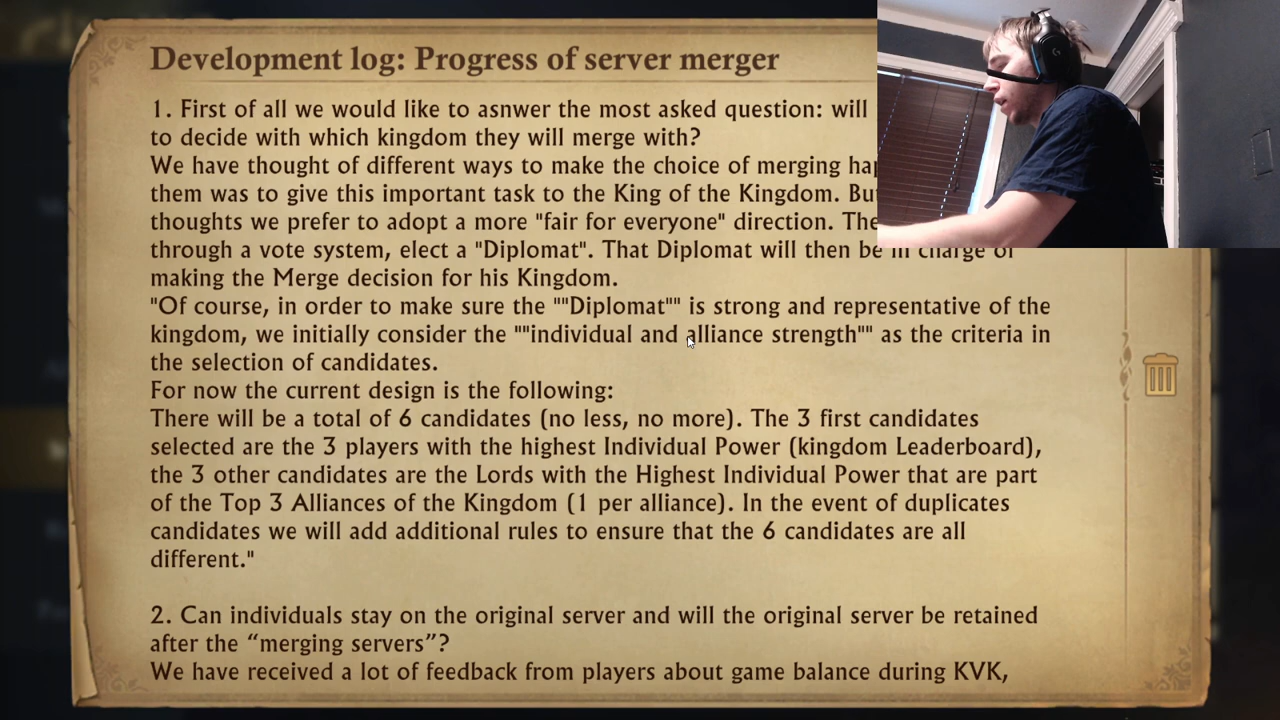 Development log: Progress of server merger
1. First of all we would like to asnwer the most asked question: will
to decide with which kingdom they will merge with?
We have thought of different ways to make the choice of merging
them was to give this important task to the King of the Kingdom. But
thoughts we prefer to adopt a more "fair for everyone" direction.
through a vote system, elect a "Diplomat". That Diplomat will then be in charge of
making the Merge decision for his Kingdom.
"Of course, in order to make sure the ""Diplomat"" is strong and representative of the
kingdom, we initially consider the ""individual and alliance strength"" as the criteria in
the selection of candidates.
For now the current design is the following:
There will be a total of 6 candidates (no less, no more). The 3 first candidates
selected are the 3 players with the highest Individual Power (kingdom Leaderboard),
the 3 other candidates are the Lords with the Highest Individual Power that are part
of the Top 3 Alliances of the Kingdom (1 per alliance). In the event of duplicates
candidates we will add additional rules to ensure that the 6 candidates are all
different."
2. Can individuals stay on the original server and will the original server be retained
after the “merging servers”?
We have received a lot of feedback from players about game balance during KVK,